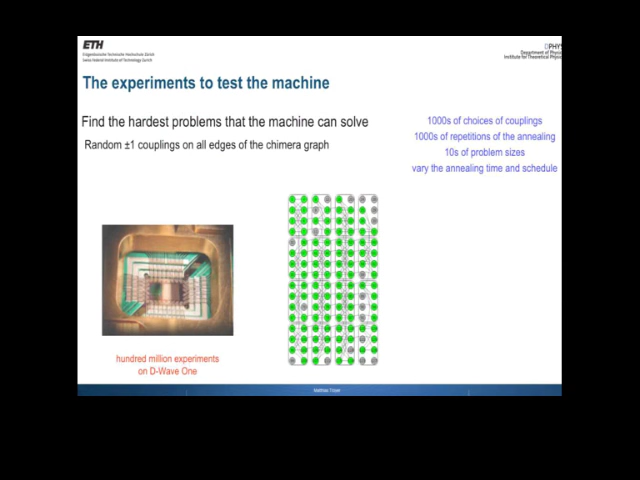 ETH
Eidgenössische Technische Hochschule Zürich
Swiss Federal Institute of Technology Zurich
DPHYS
Department of Physi
Institute for Theoretical Physi
The experiments to test the machine
Find the hardest problems that the machine can solve
Random ±1 couplings on all edges of the chimera graph
1000s of choices of couplings
1000s of repetitions of the annealing
10s of problem sizes
vary the annealing time and schedule
hundred million experiments
on D-Wave One
Matthias Troyer